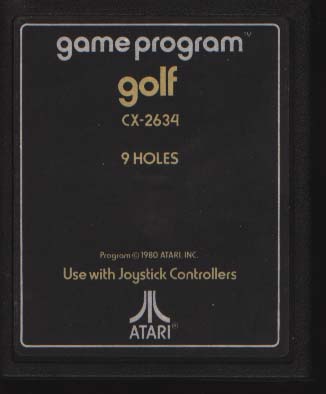 game program™
golf
CX-2634
9 HOLES
Program © 1980 ATARI, INC.
Use with Joystick Controllers
ATARI®